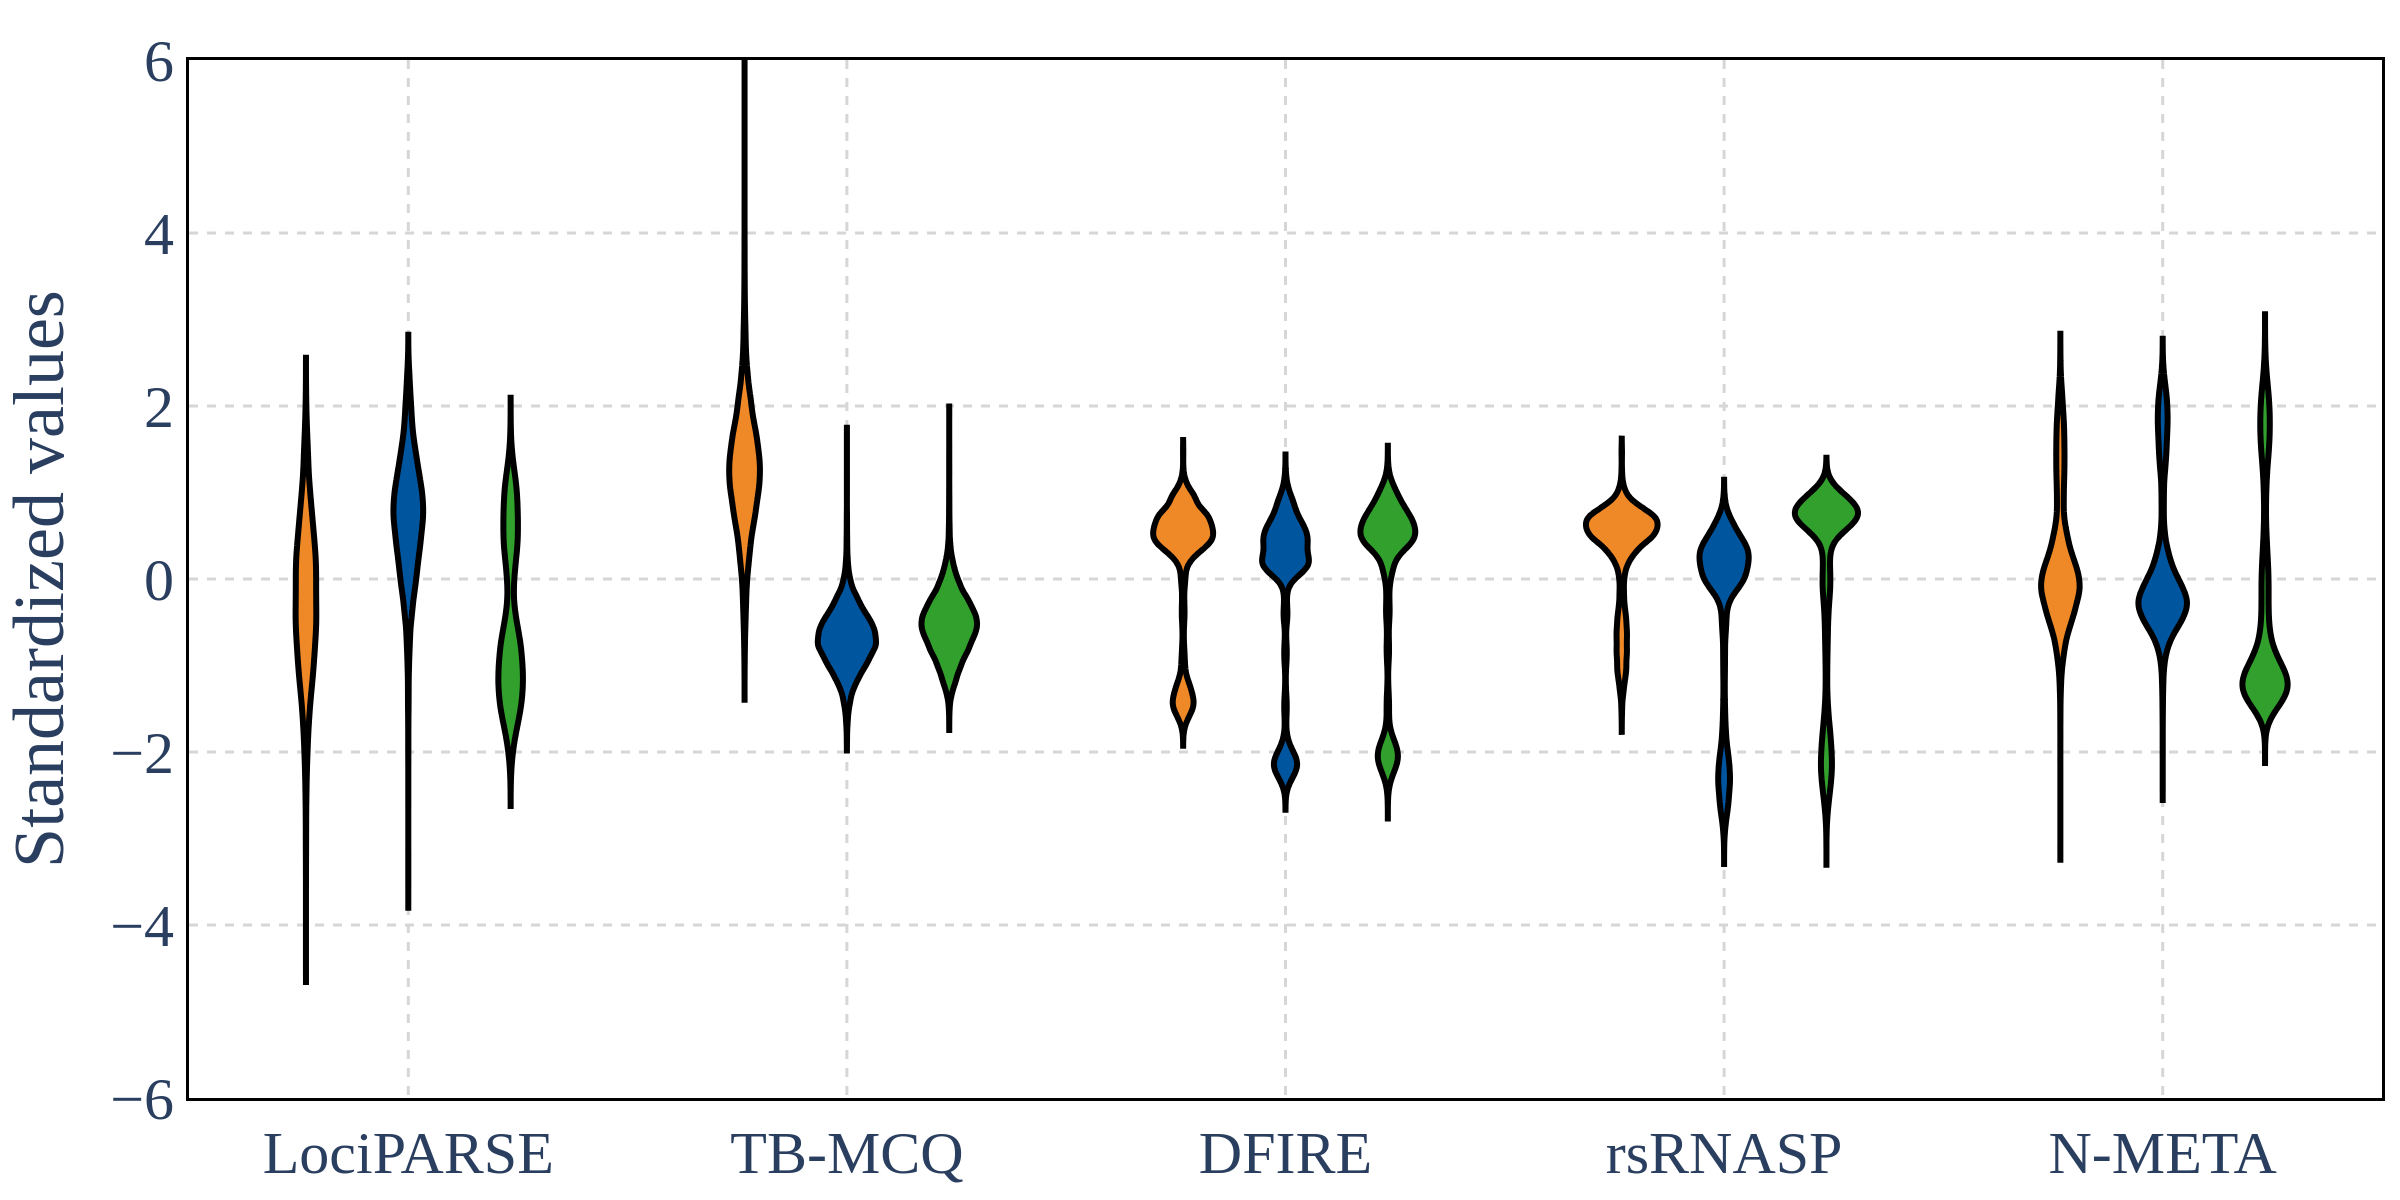 Standardized values
6
4
2
0
−2
−4
−6
LociPARSE
TB-MCQ
DFIRE
rsRNASP
N-META